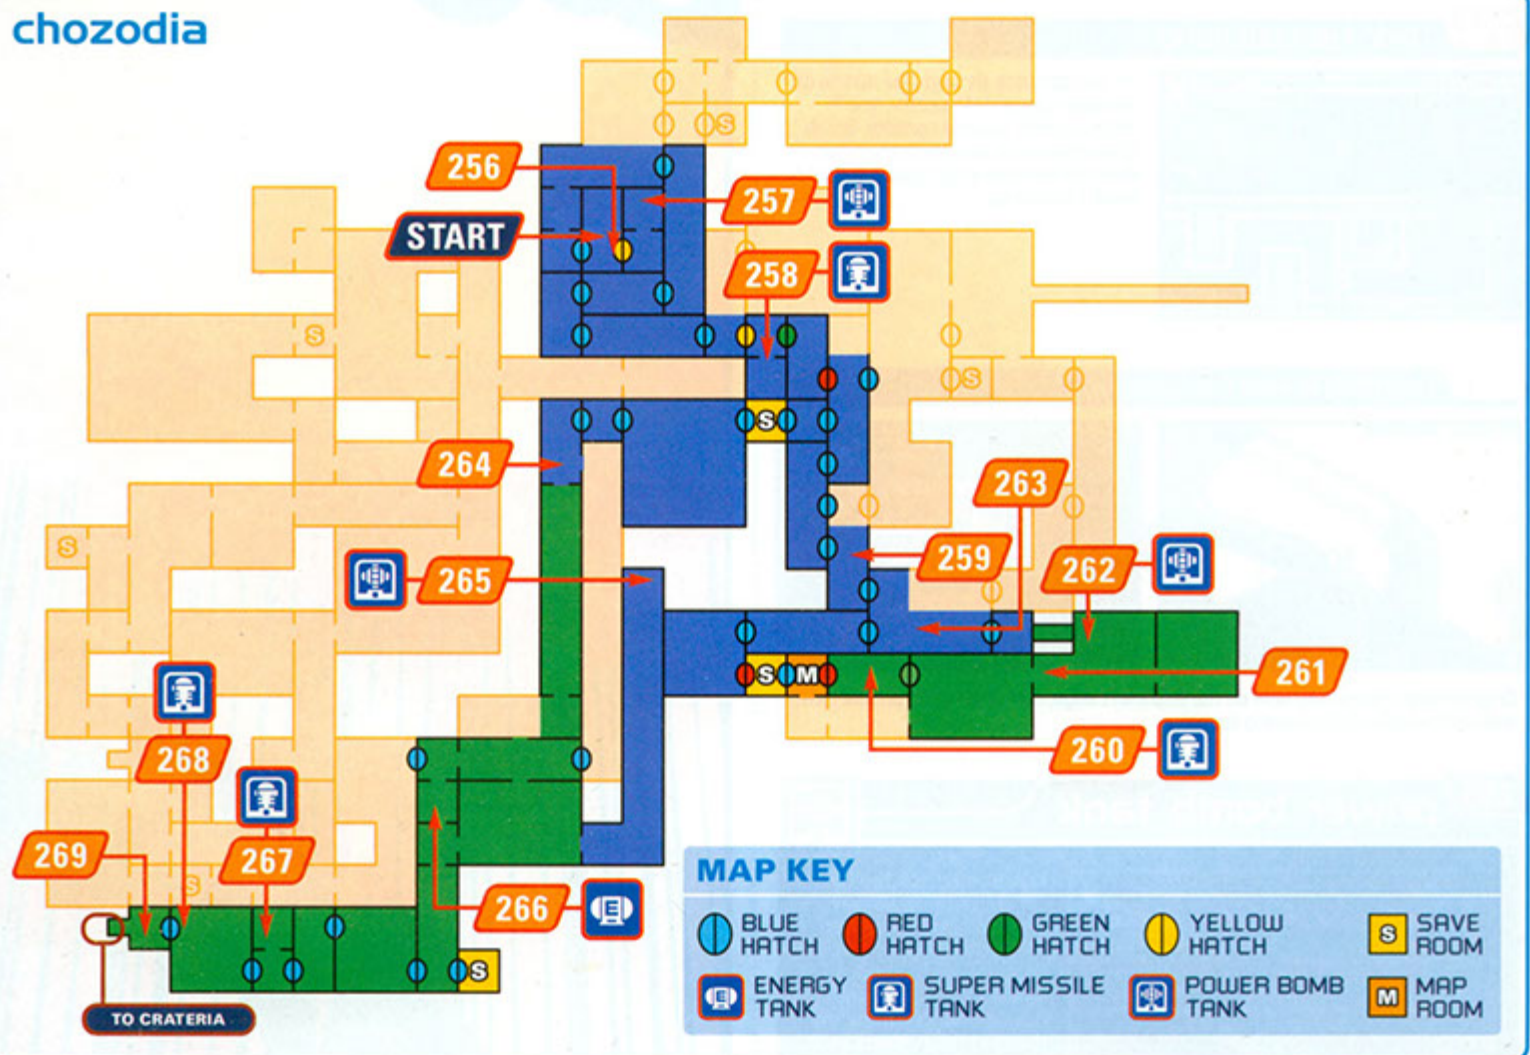 chozodia
S
256
257
START
258
S
S
S
264
263
S
259
265
262
S M
261
268
260
267
269
S
266
S
TO CRATERIA
MAP KEY
BLUE HATCH
RED HATCH
GREEN HATCH
YELLOW HATCH
S
SAVE ROOM
E
ENERGY TANK
SUPER MISSILE TANK
POWER BOMB TANK
M
MAP ROOM